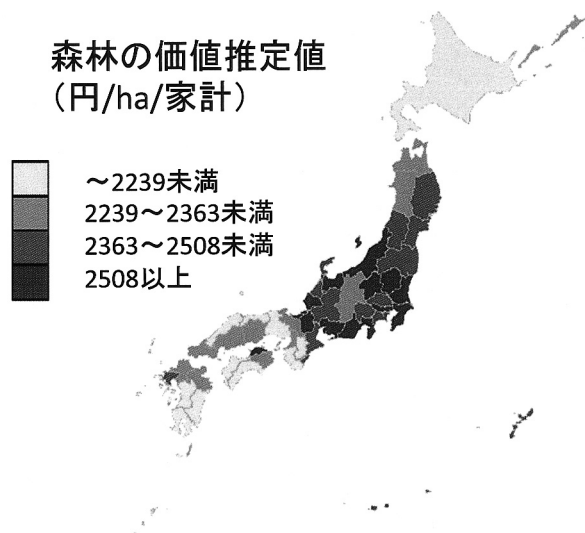 森林の価値推定値
（円/ha/家計）
～2239未満
2239～2363未満
2363～2508未満
2508以上